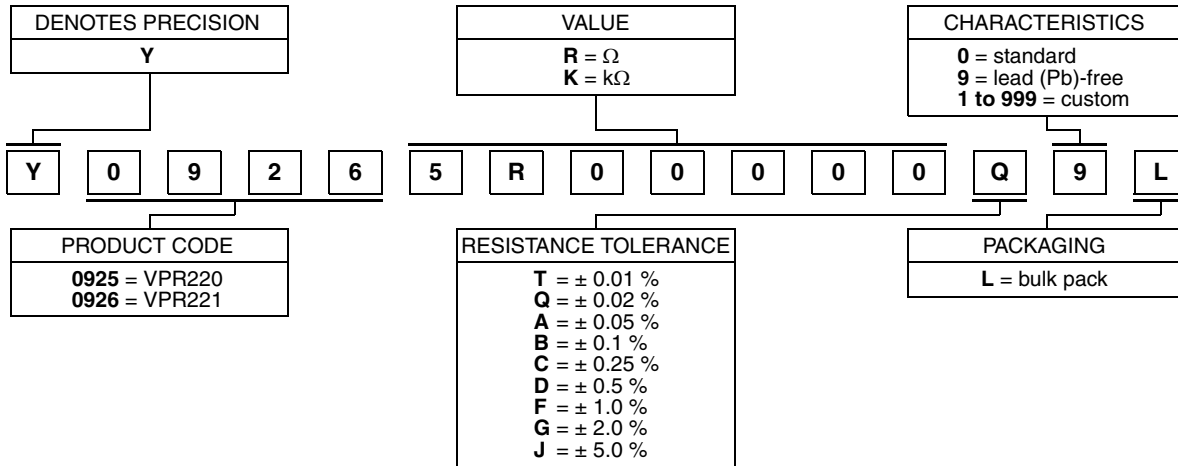 DENOTES PRECISION
Y
VALUE
R = Ω
K = kΩ
CHARACTERISTICS
0 = standard
9 = lead (Pb)-free
1 to 999 = custom
Y 0 9 2 6 5 R 0 0 0 0 0 Q 9 L
PRODUCT CODE
0925 = VPR220
0926 = VPR221
RESISTANCE TOLERANCE
T = ± 0.01 %
Q = ± 0.02 %
A = ± 0.05 %
B = ± 0.1 %
C = ± 0.25 %
D = ± 0.5 %
F = ± 1.0 %
G = ± 2.0 %
J = ± 5.0 %
PACKAGING
L = bulk pack